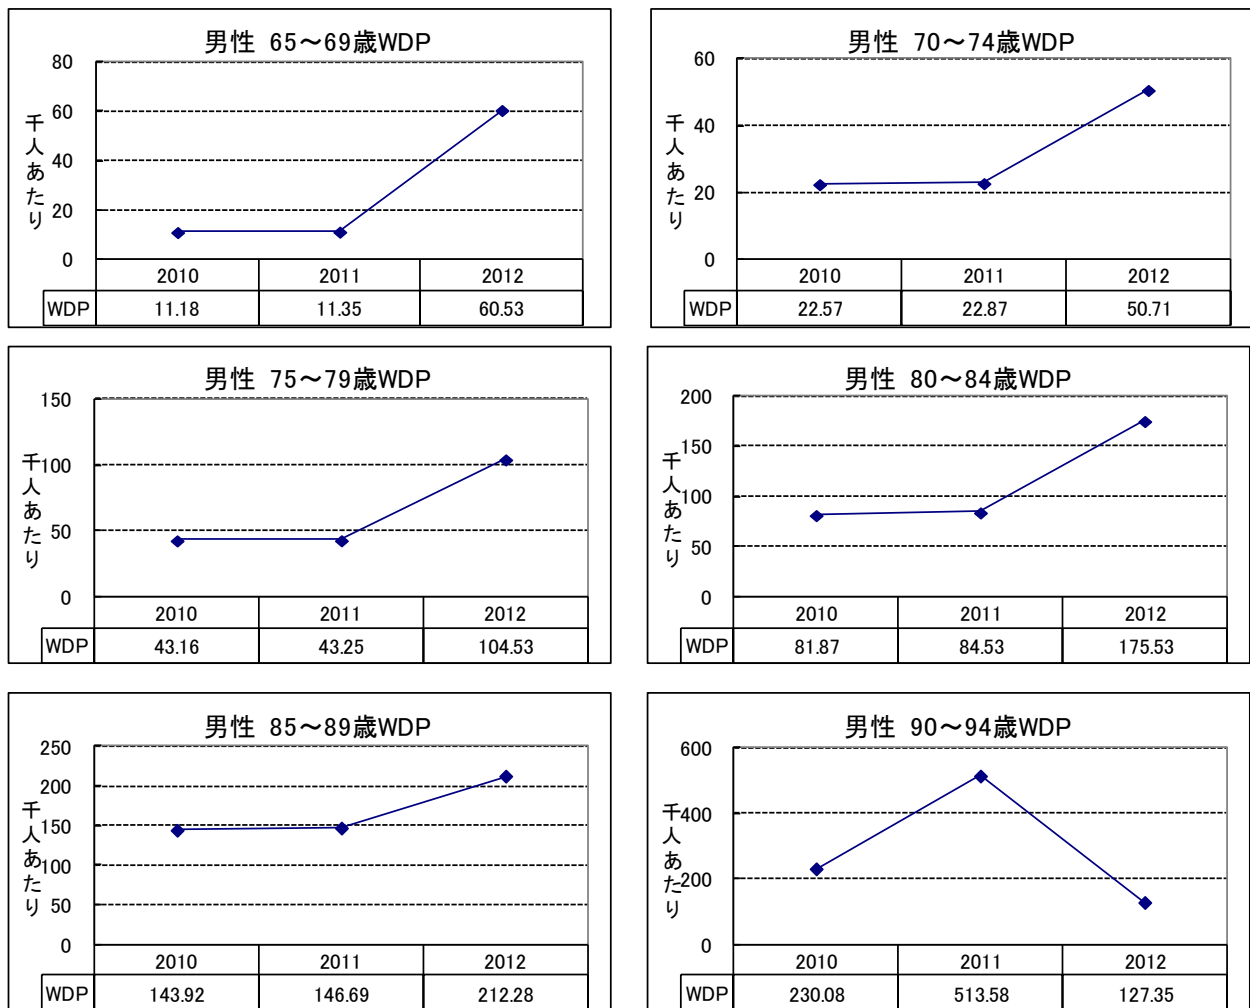 男性 65～69歳WDP
80
60
40
20
0
千人あたり
2010 2011 2012
WDP 11.18 11.35 60.53
男性 70～74歳WDP
60
40
20
0
千人あたり
2010 2011 2012
WDP 22.57 22.87 50.71
男性 75～79歳WDP
150
100
50
0
千人あたり
2010 2011 2012
WDP 43.16 43.25 104.53
男性 80～84歳WDP
200
150
100
50
0
千人あたり
2010 2011 2012
WDP 81.87 84.53 175.53
男性 85～89歳WDP
250
200
150
100
50
0
千人あたり
2010 2011 2012
WDP 143.92 146.69 212.28
男性 90～94歳WDP
600
400
200
0
千人あたり
2010 2011 2012
WDP 230.08 513.58 127.35